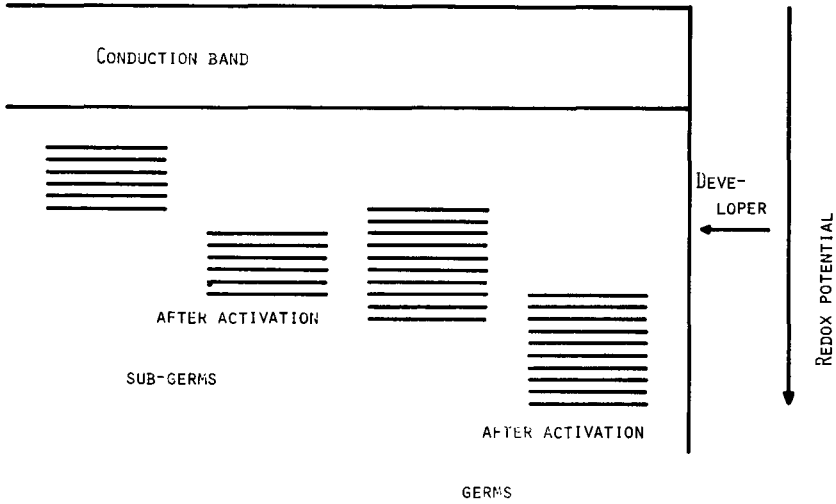 CONDUCTION BAND
DEVE-
LOPER
REDOX POTENTIAL
AFTER ACTIVATION
SUB-GERMS
AFTER ACTIVATION
GERMS